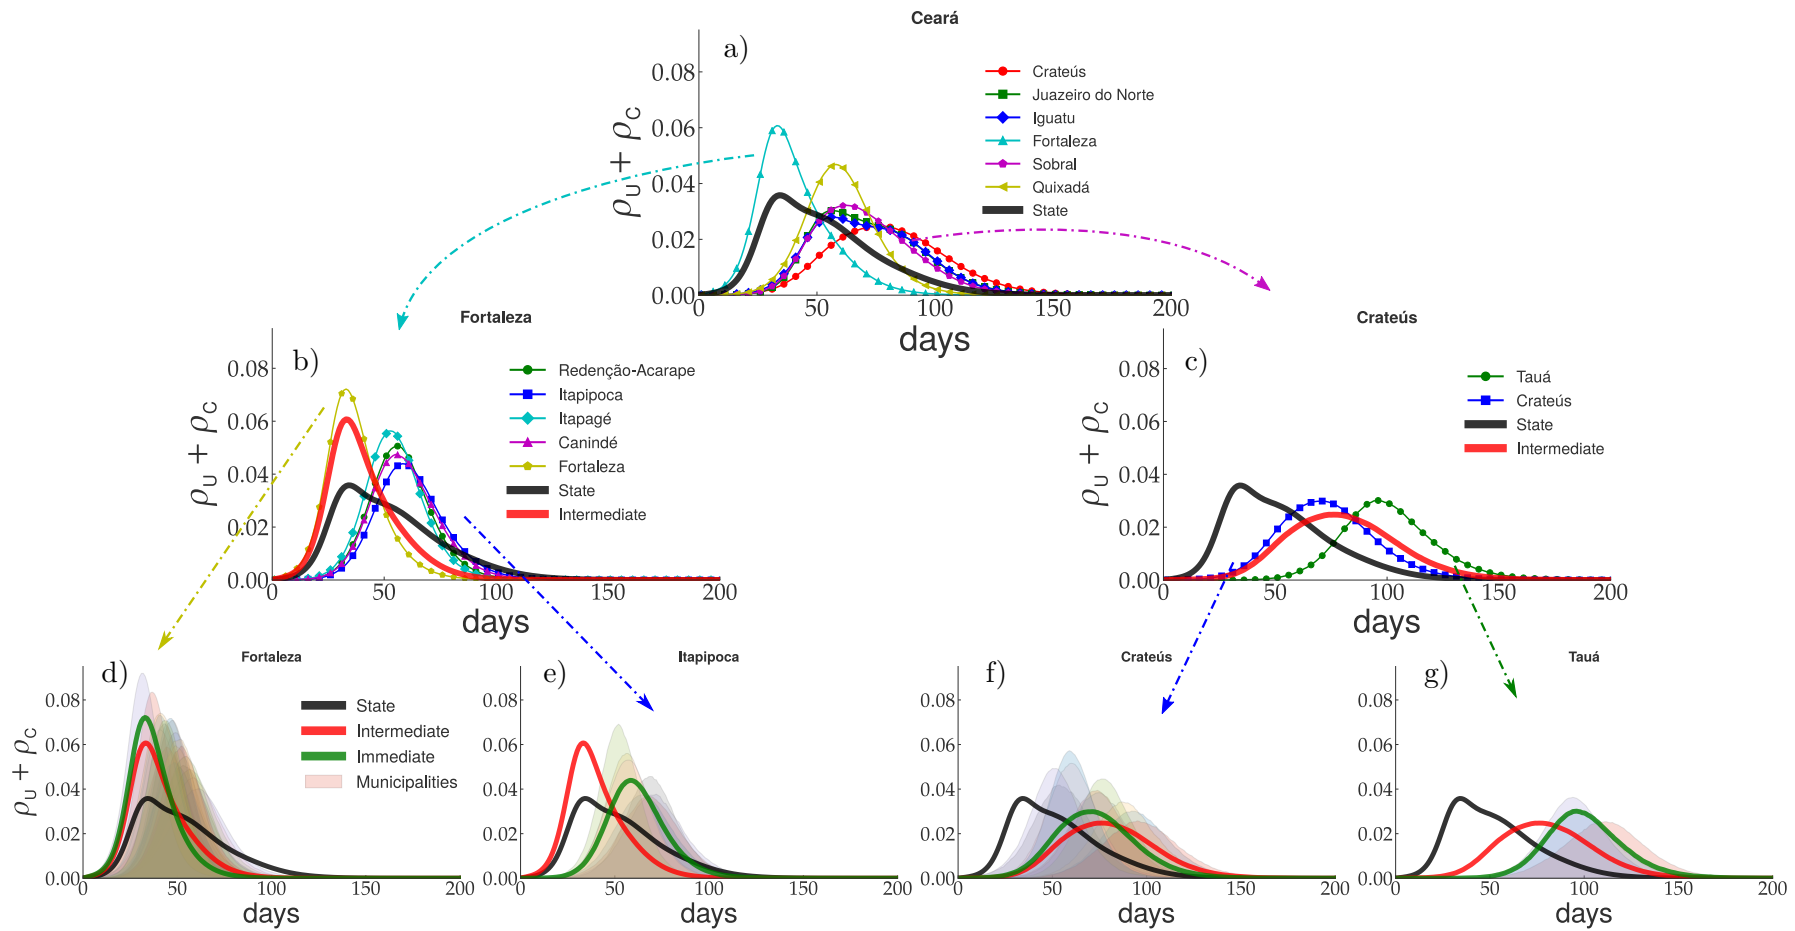 Ceará
a)
ρU + ρC
0.08
0.06
0.04
0.02
0.00
0
50
100
150
200
days
Crateús
Juazeiro do Norte
Iguatu
Fortaleza
Sobral
Quixadá
State
Fortaleza
b)
ρU + ρC
0.08
0.06
0.04
0.02
0.00
0
50
100
150
200
days
Redenção-Acarape
Itapipoca
Itapagé
Canindé
Fortaleza
State
Intermediate
Crateús
c)
ρU + ρC
0.08
0.06
0.04
0.02
0.00
0
50
100
150
200
days
Tauá
Crateús
State
Intermediate
Fortaleza
d)
ρU + ρC
0.08
0.06
0.04
0.02
0.00
0
50
100
150
200
days
State
Intermediate
Immediate
Municipalities
Itapipoca
e)
0.08
0.06
0.04
0.02
0.00
0
50
100
150
200
days
Crateús
f)
0.08
0.06
0.04
0.02
0.00
0
50
100
150
200
days
Tauá
g)
0.08
0.06
0.04
0.02
0.00
0
50
100
150
200
days